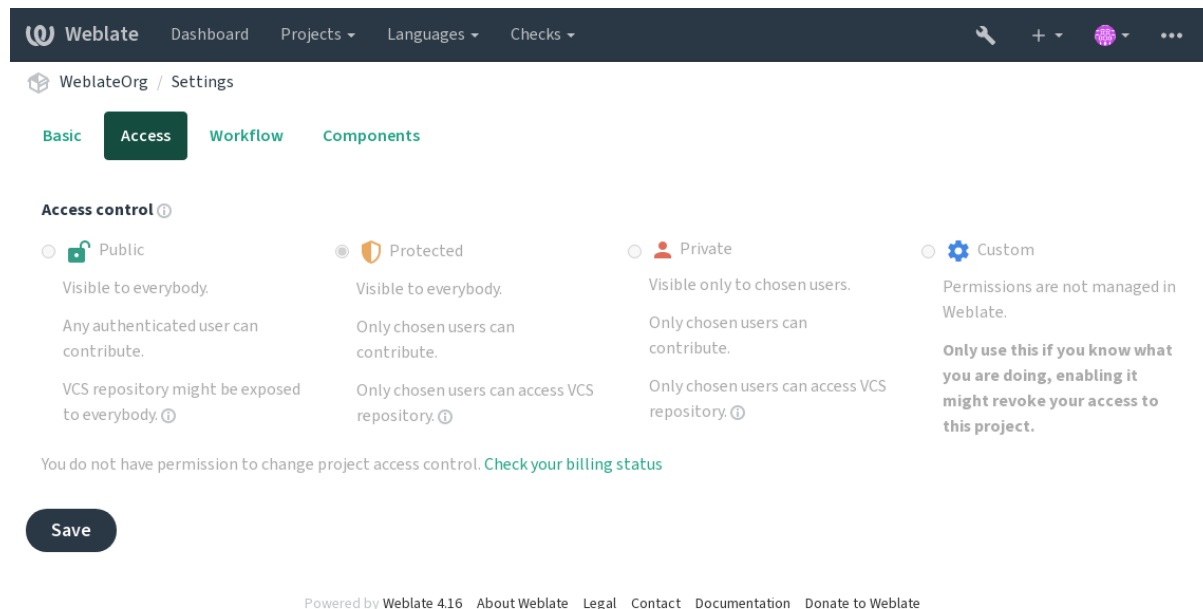 Weblate Dashboard Projects Languages Checks
WeblateOrg / Settings
Basic Access Workflow Components
Access control
Public
Visible to everybody.
Any authenticated user can
contribute.
VCS repository might be exposed
to everybody.
Protected
Visible to everybody.
Only chosen users can
contribute.
Only chosen users can access VCS
repository.
Private
Visible only to chosen users.
Only chosen users can
contribute.
Only chosen users can access VCS
repository.
Custom
Permissions are not managed in
Weblate.
Only use this if you know what
you are doing, enabling it
might revoke your access to
this project.
You do not have permission to change project access control. Check your billing status
Save
Powered by Weblate 4.16 About Weblate Legal Contact Documentation Donate to Weblate